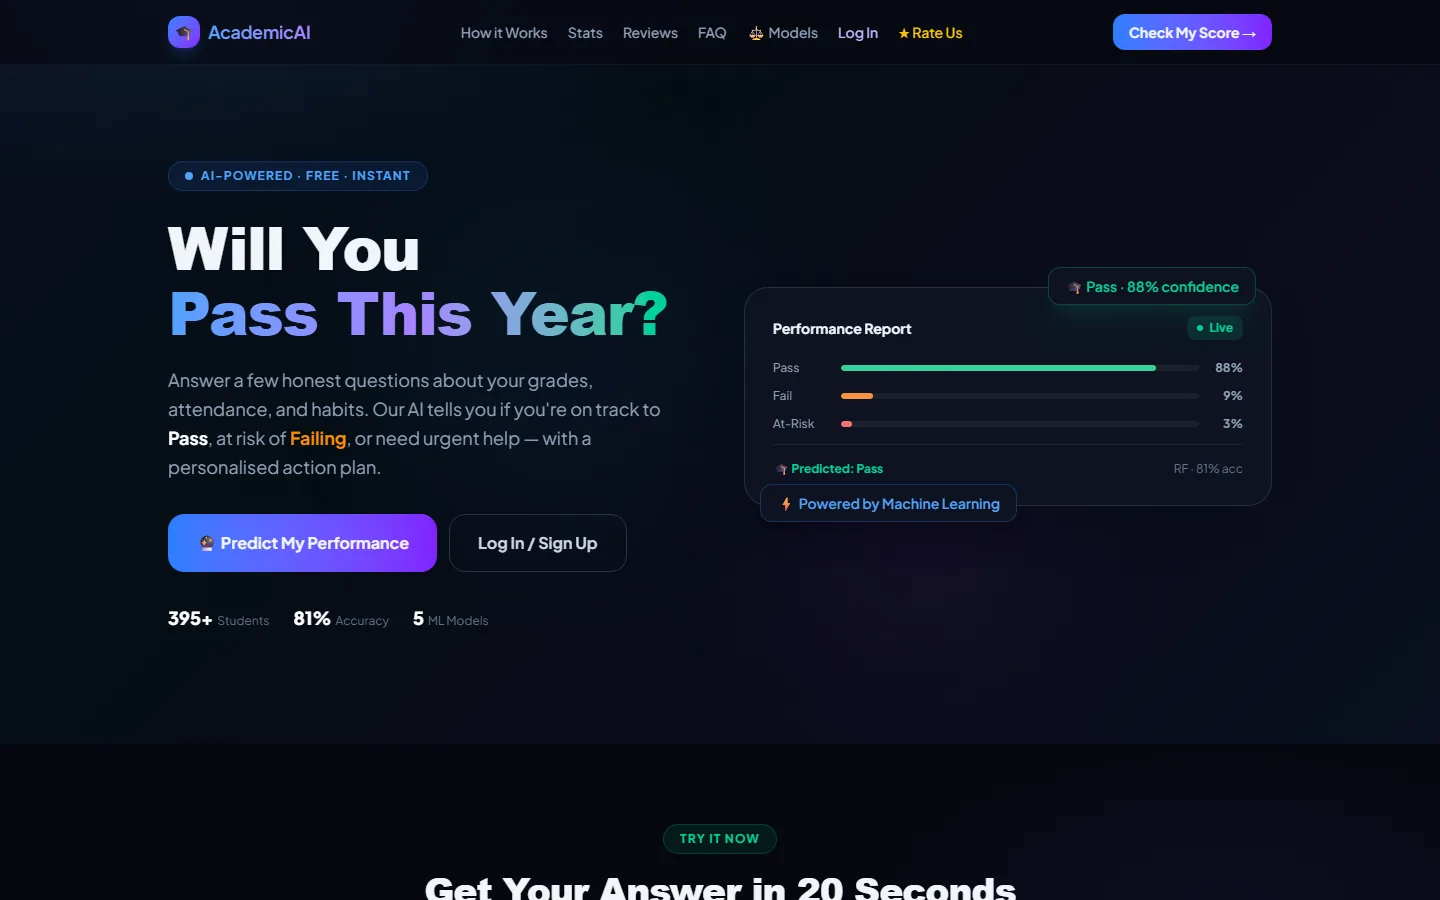 AcademicAI
How it Works
Stats
Reviews
FAQ
Models
Log In
★ Rate Us
Check My Score →
AI-POWERED · FREE · INSTANT
Will You
Pass This Year?
Answer a few honest questions about your grades,
attendance, and habits. Our AI tells you if you're on track to
Pass, at risk of Failing, or need urgent help — with a
personalised action plan.
Predict My Performance
Log In / Sign Up
395+ Students
81% Accuracy
5 ML Models
Pass · 88% confidence
Performance Report
Live
Pass 88%
Fail 9%
At-Risk 3%
Predicted: Pass
RF · 81% acc
Powered by Machine Learning
TRY IT NOW
Get Your Answer in 20 Seconds